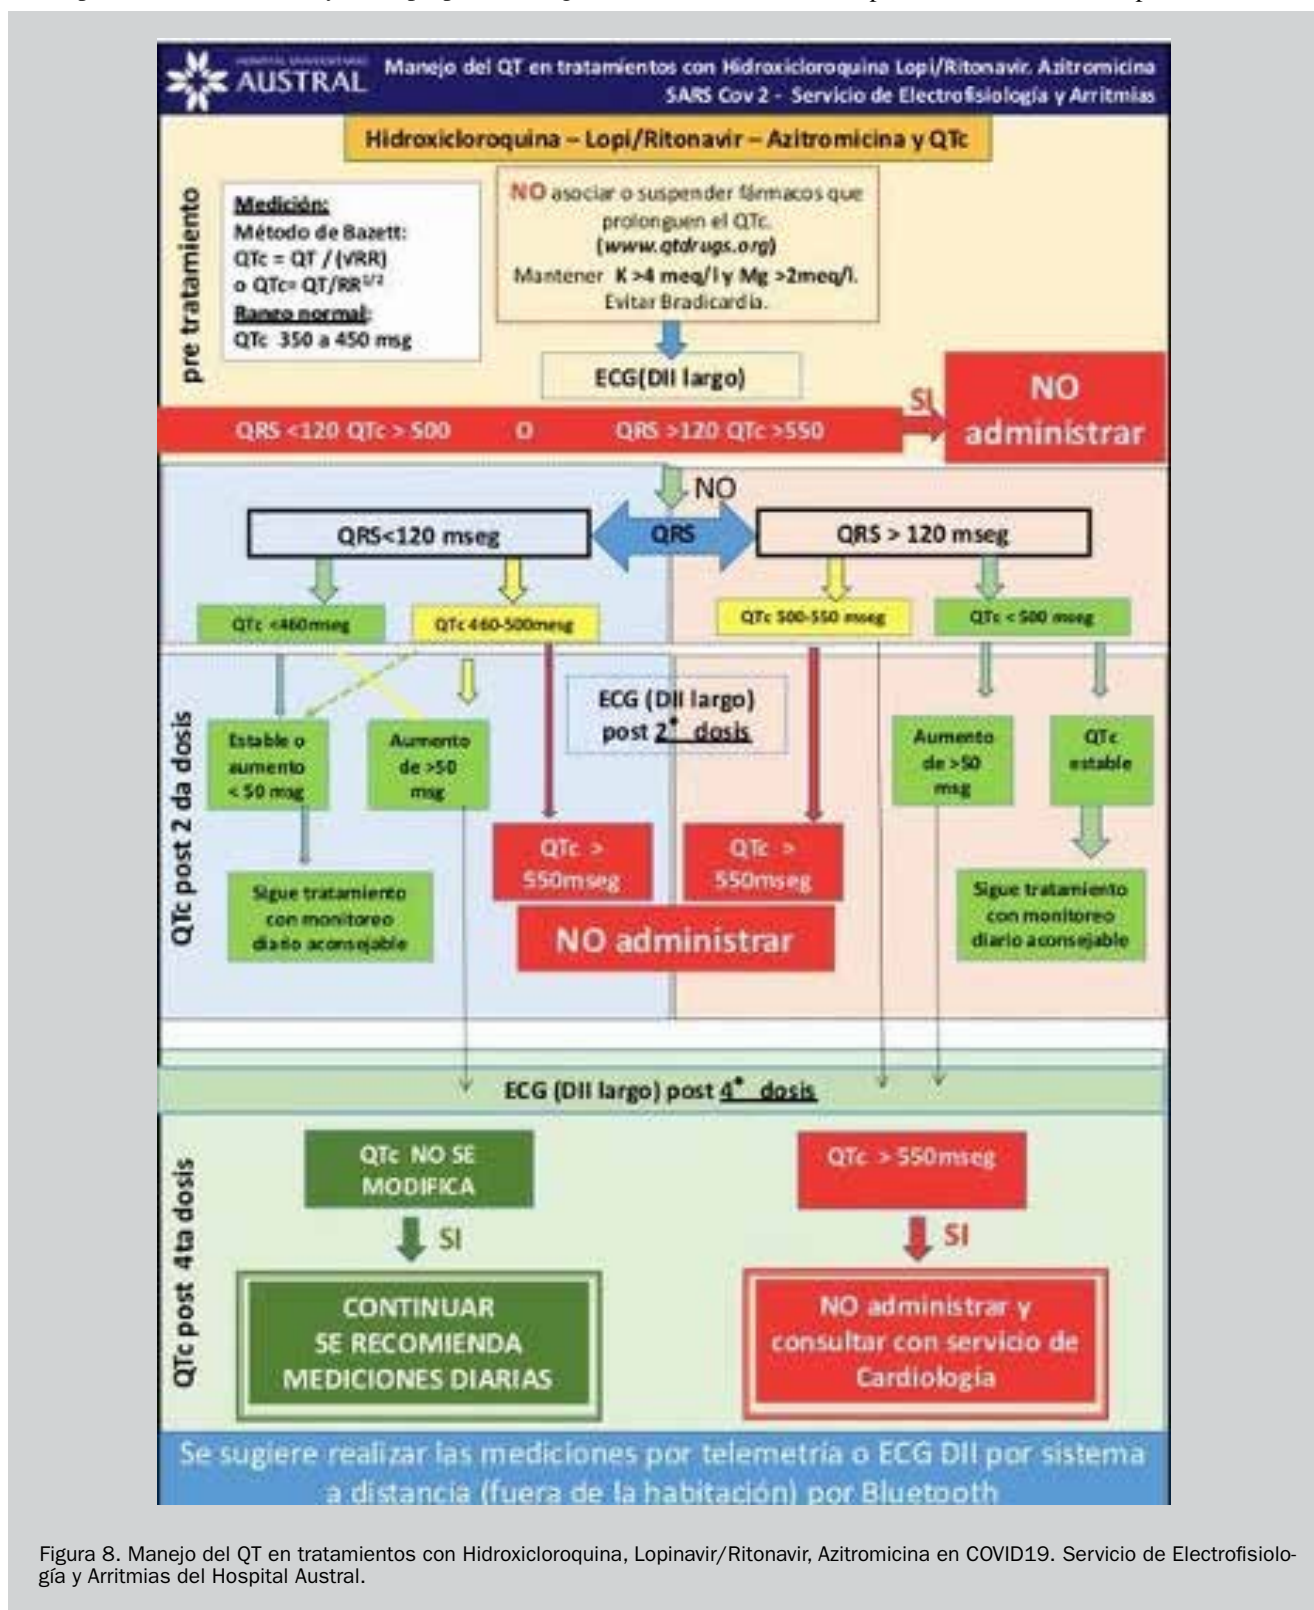 HOSPITAL UNIVERSITARIO
AUSTRAL
Manejo del QT en tratamientos con Hidroxicloroquina Lopi/Ritonavir. Azitromicina
SARS Cov 2 - Servicio de Electrofisiología y Arritmias
Hidroxicloroquina – Lopi/Ritonavir – Azitromicina y QTc
pre tratamiento
Medición:
Método de Bazett:
QTc = QT / (√RR)
o QTc= QT/RR^1/2
Rango normal:
QTc 350 a 450 msg
NO asociar o suspender fármacos que
prolonguen el QTc.
(www.qtdrugs.org)
Mantener K >4 meq/l y Mg >2meq/l.
Evitar Bradicardia.
ECG(DII largo)
QRS <120 QTc > 500 O QRS >120 QTc >550
SI
NO
administrar
NO
QRS<120 mseg
QRS
QRS > 120 mseg
QTc <460mseg
QTc 460-500mesg
QTc 500-550 mseg
QTc < 500 mseg
QTc post 2 da dosis
ECG (DII largo)
post 2° dosis
Estable o
aumento
< 50 msg
Aumento
de >50
msg
Aumento
de >50
msg
QTc
estable
QTc >
550mseg
QTc >
550mseg
NO administrar
Sigue tratamiento
con monitoreo
diario aconsejable
Sigue tratamiento
con monitoreo
diario aconsejable
ECG (DII largo) post 4° dosis
QTc post 4ta dosis
QTc NO SE
MODIFICA
SI
CONTINUAR
SE RECOMIENDA
MEDICIONES DIARIAS
QTc > 550mseg
SI
NO administrar y
consultar con servicio de
Cardiología
Se sugiere realizar las mediciones por telemetría o ECG DII por sistema
a distancia (fuera de la habitación) por Bluetooth
Figura 8. Manejo del QT en tratamientos con Hidroxicloroquina, Lopinavir/Ritonavir, Azitromicina en COVID19. Servicio de Electrofisiolo-
gía y Arritmias del Hospital Austral.